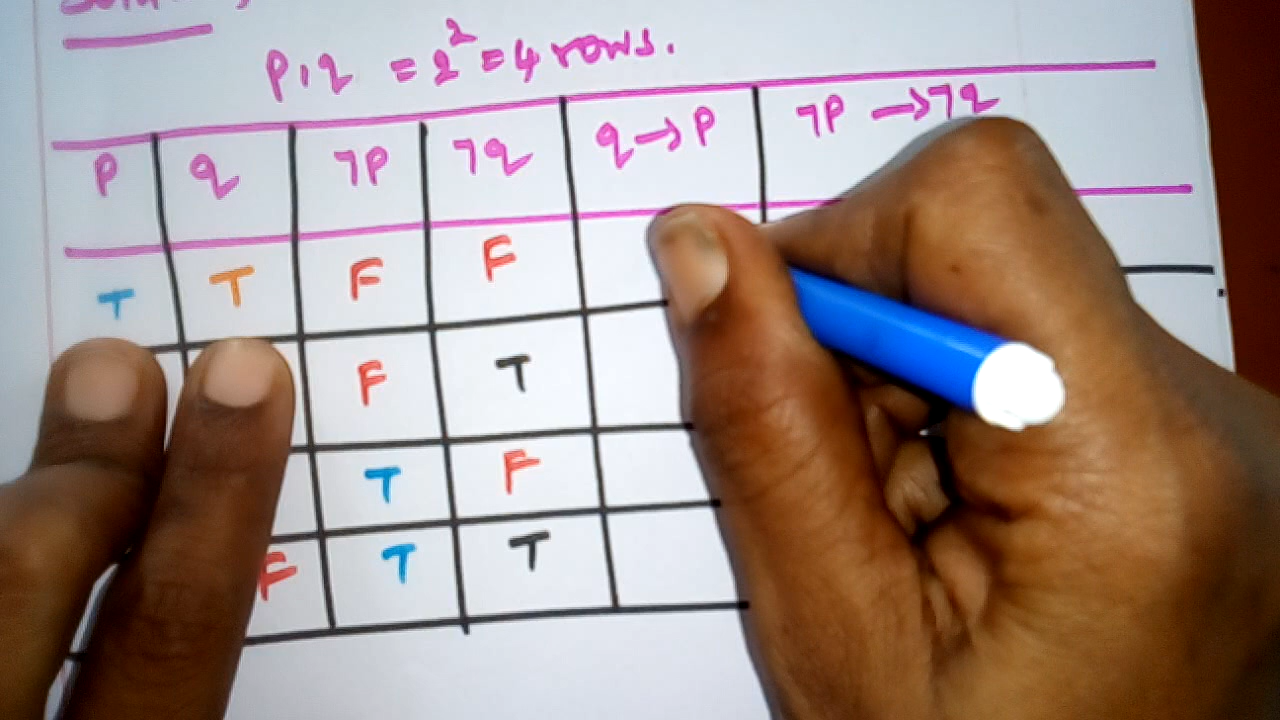 p, q = 2² = 4 rows.
p q ¬p ¬q q → p ¬p → ¬q
T T F F
F T
T F
F T T